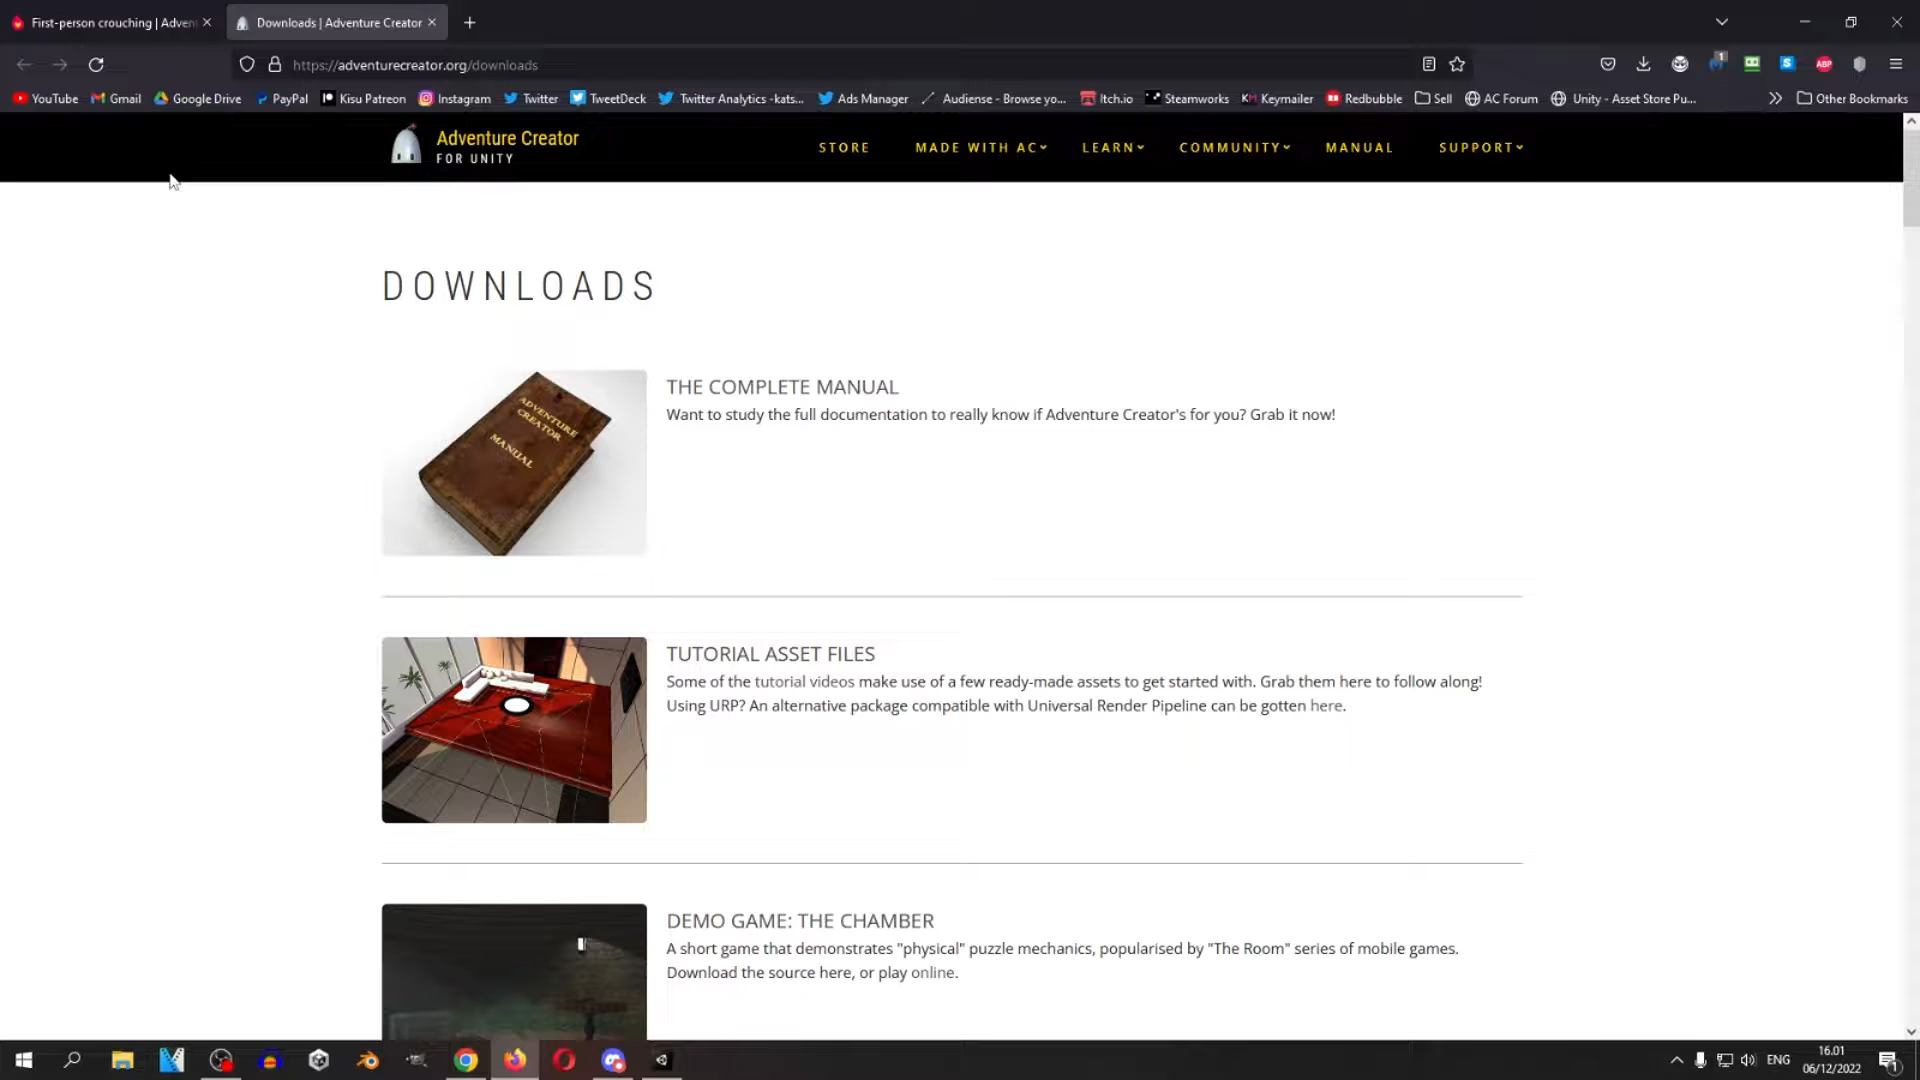 First-person crouching | Adven
Downloads | Adventure Creator
https://adventurecreator.org/downloads
1
ABP
YouTube Gmail Google Drive PayPal Kisu Patreon Instagram Twitter TweetDeck Twitter Analytics -kats... Ads Manager Audiense - Browse yo... Itch.io Steamworks Keymailer Redbubble Sell AC Forum Unity - Asset Store Pu... Other Bookmarks
Adventure Creator
FOR UNITY
STORE MADE WITH AC LEARN COMMUNITY MANUAL SUPPORT
DOWNLOADS
ADVENTURE
CREATOR
MANUAL
THE COMPLETE MANUAL
Want to study the full documentation to really know if Adventure Creator's for you? Grab it now!
TUTORIAL ASSET FILES
Some of the tutorial videos make use of a few ready-made assets to get started with. Grab them here to follow along!
Using URP? An alternative package compatible with Universal Render Pipeline can be gotten here.
DEMO GAME: THE CHAMBER
A short game that demonstrates "physical" puzzle mechanics, popularised by "The Room" series of mobile games.
Download the source here, or play online.
ENG
16.01
06/12/2022
1